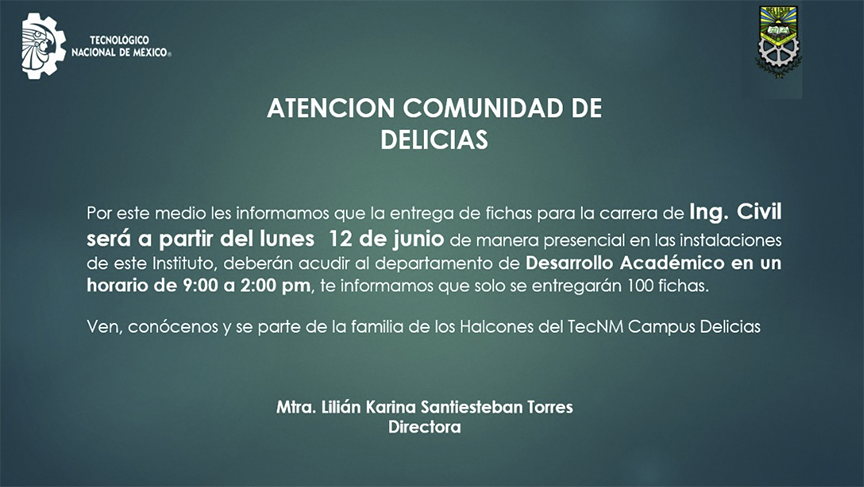 TECNOLÓGICO
NACIONAL DE MÉXICO®
DELICIAS
ATENCION COMUNIDAD DE
DELICIAS
Por este medio les informamos que la entrega de fichas para la carrera de Ing. Civil
será a partir del lunes 12 de junio de manera presencial en las instalaciones
de este Instituto, deberán acudir al departamento de Desarrollo Académico en un
horario de 9:00 a 2:00 pm, te informamos que solo se entregarán 100 fichas.
Ven, conócenos y se parte de la familia de los Halcones del TecNM Campus Delicias
Mtra. Lilián Karina Santiesteban Torres
Directora